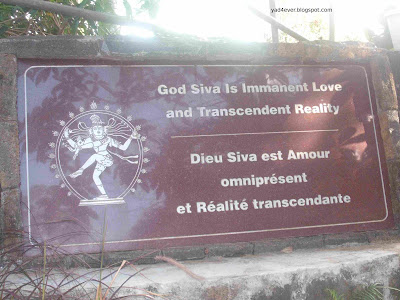 yad4ever.blogspot.com
God Siva Is Immanent Love
and Transcendent Reality
Dieu Siva est Amour
omniprésent
et Réalité transcendante